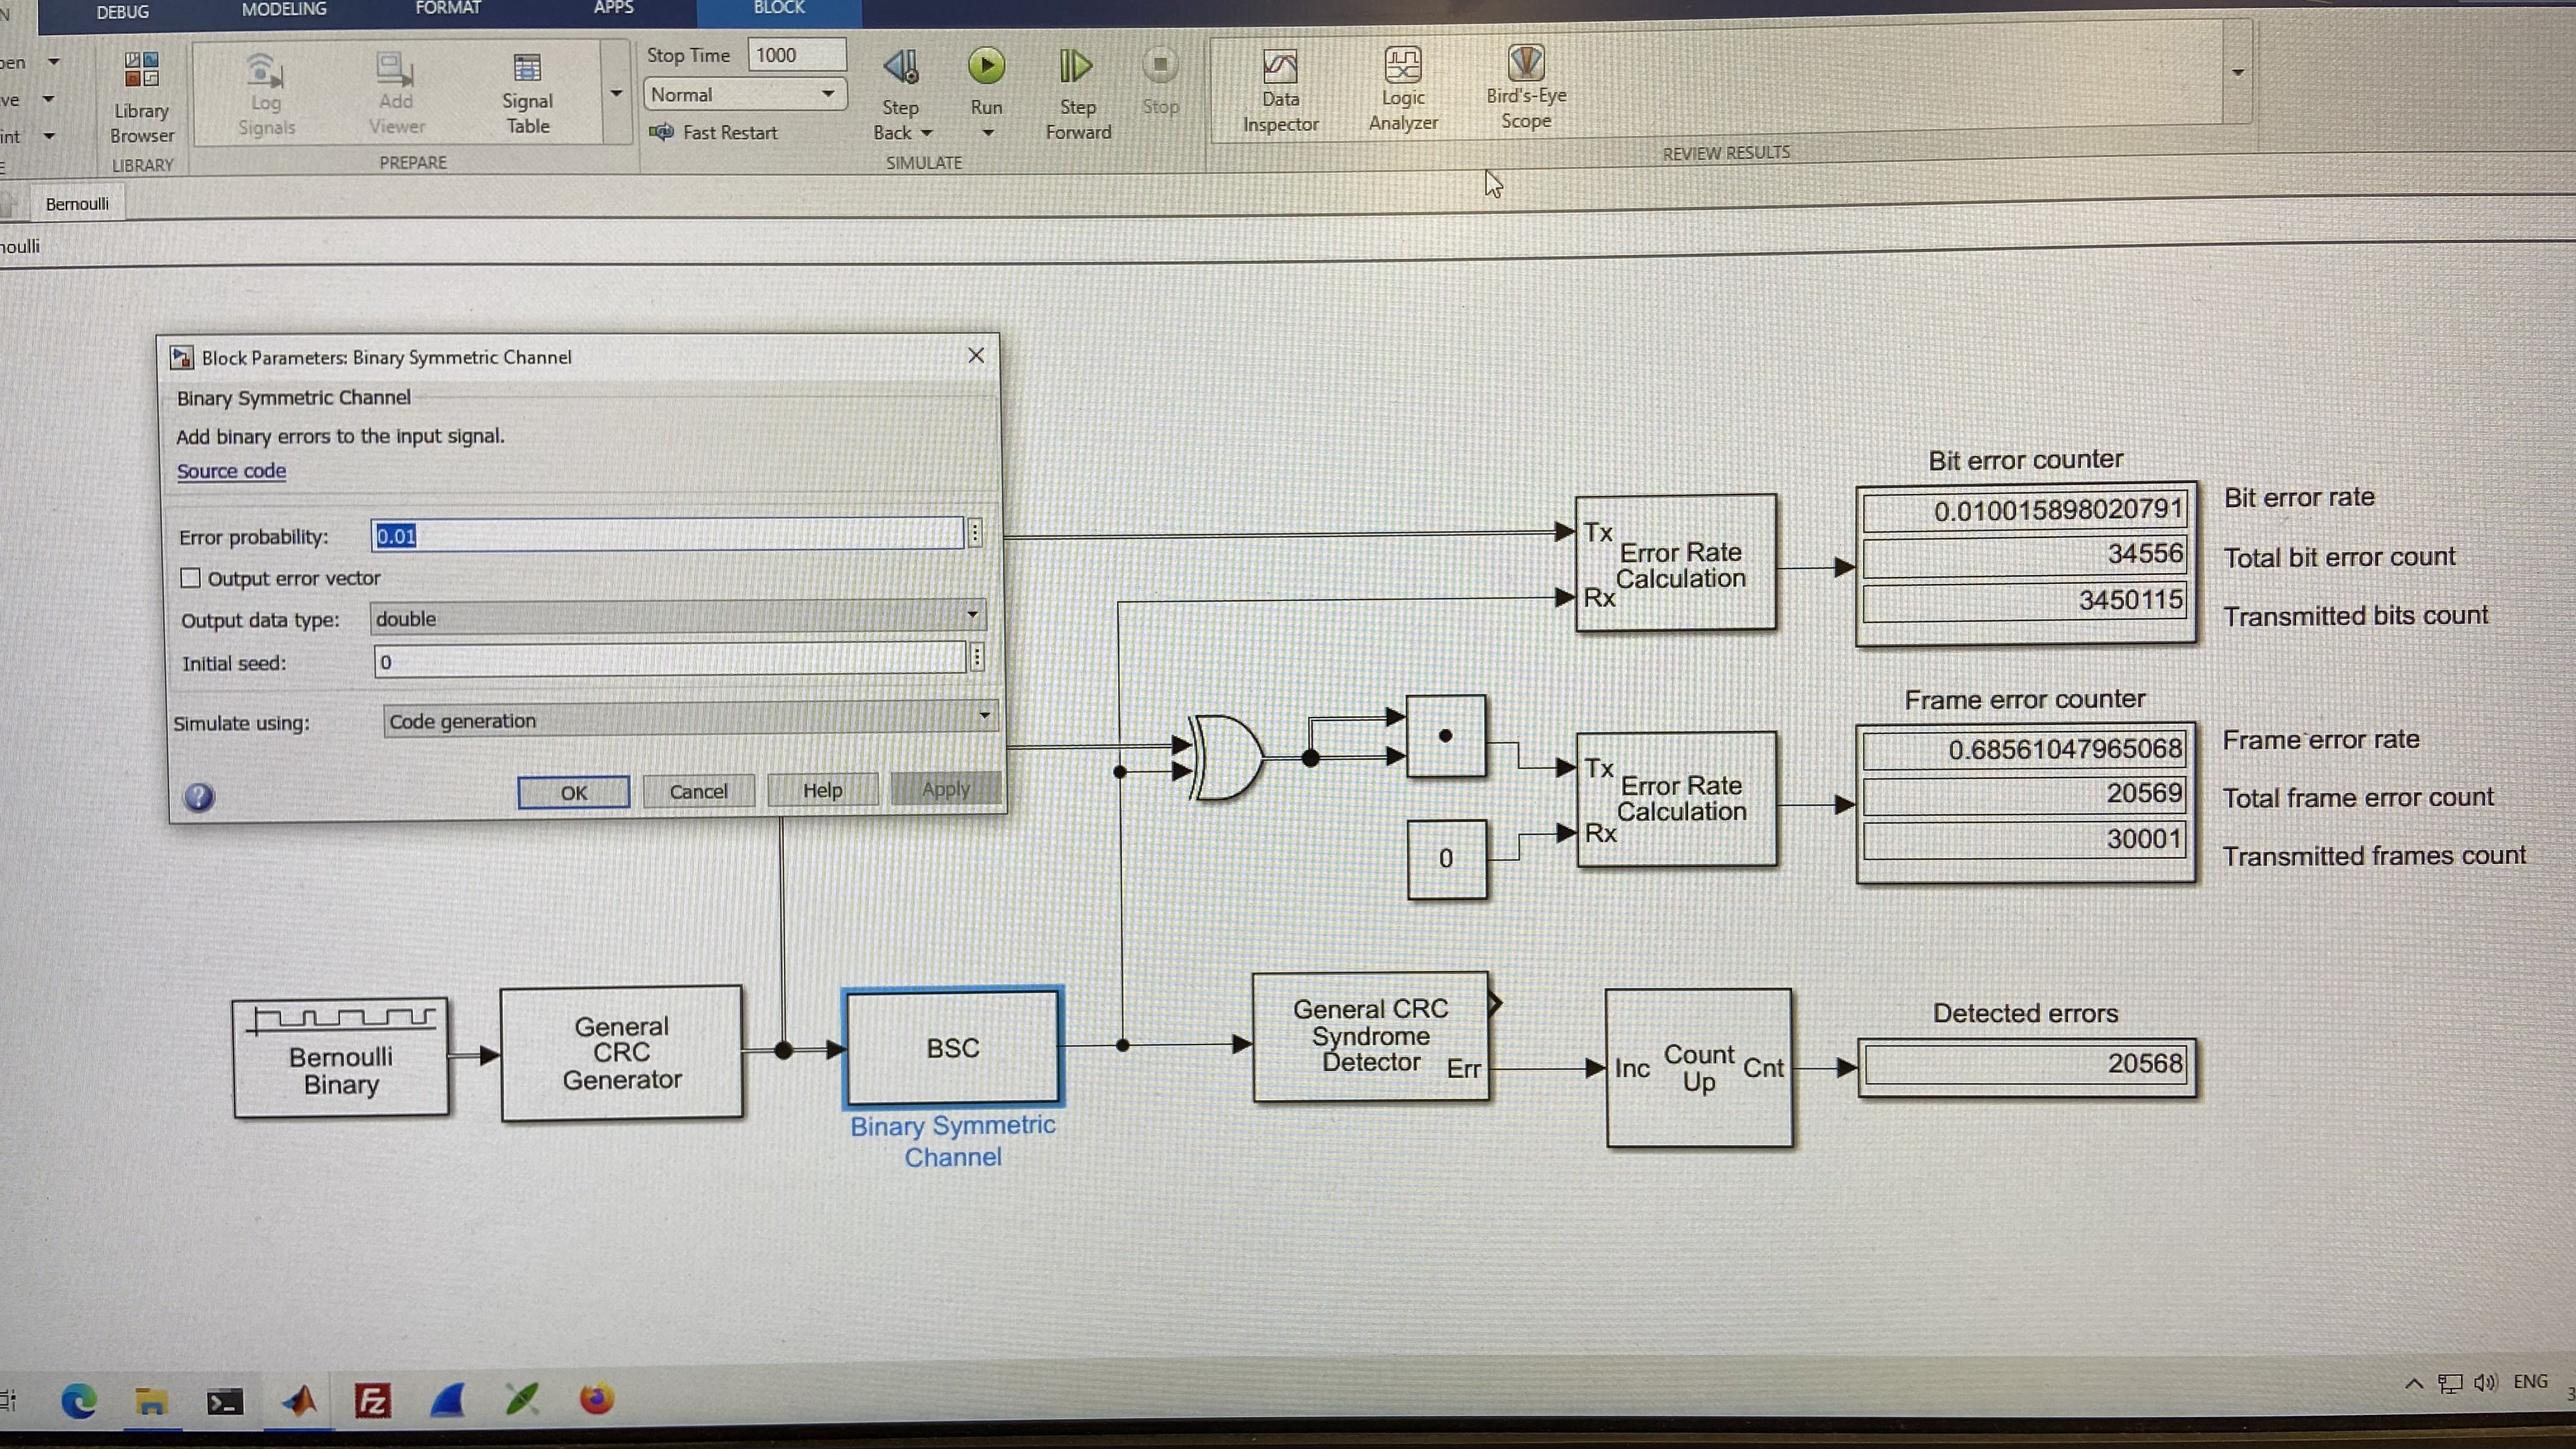 DEBUG
MODELING
FORMAT
APPS
BLOCK
Library
Browser
LIBRARY
Log
Signals
Add
Viewer
Signal
Table
PREPARE
Stop Time 1000
Normal
Fast Restart
Step
Back
Run
Step
Forward
Stop
SIMULATE
Data
Inspector
Logic
Analyzer
Bird's-Eye
Scope
REVIEW RESULTS
Bernoulli
Block Parameters: Binary Symmetric Channel
Binary Symmetric Channel
Add binary errors to the input signal.
Source code
Error probability: 0.01
Output error vector
Output data type: double
Initial seed: 0
Simulate using: Code generation
OK
Cancel
Help
Apply
Tx
Rx
Error Rate
Calculation
Bit error counter
0.010015898020791
34556
3450115
Bit error rate
Total bit error count
Transmitted bits count
0
Tx
Rx
Error Rate
Calculation
Frame error counter
0.68561047965068
20569
30001
Frame error rate
Total frame error count
Transmitted frames count
Bernoulli
Binary
General
CRC
Generator
BSC
Binary Symmetric
Channel
General CRC
Syndrome
Detector
Err
Inc
Count
Up
Cnt
Detected errors
20568
Fz
ENG